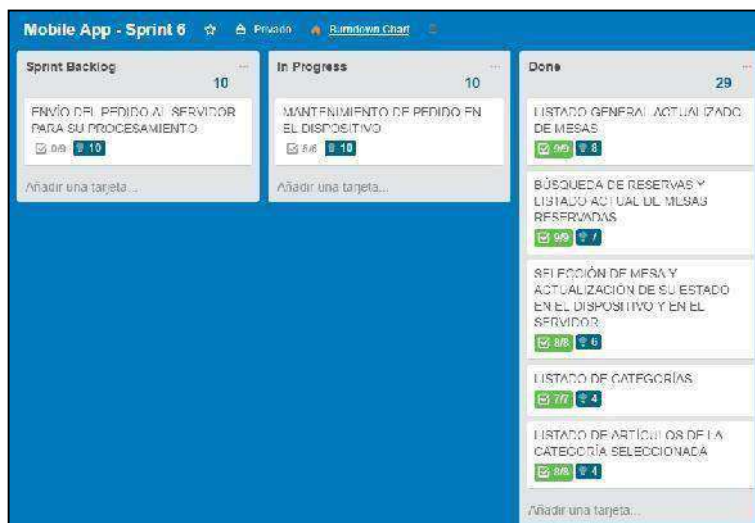 Mobile App - Sprint 6
Privado
Burndown Chart
Sprint Backlog
10
ENVÍO DEL PEDIDO AL SERVIDOR
PARA SU PROCESAMIENTO
0/9
10
Añadir una tarjeta...
In Progress
10
MANTENIMIENTO DE PEDIDO EN
EL DISPOSITIVO
10
Añadir una tarjeta...
Done
29
LISTADO GENERAL ACTUALIZADO
DE MESAS
9/9
8
BÚSQUEDA DE RESERVAS Y
LISTADO ACTUAL DE MESAS
RESERVADAS
9/9
7
SELECCIÓN DE MESA Y
ACTUALIZACIÓN DE SU ESTADO
EN EL DISPOSITIVO Y EN EL
SERVIDOR
8/8
6
LISTADO DE CATEGORÍAS
7/7
4
LISTADO DE ARTÍCULOS DE LA
CATEGORÍA SELECCIONADA
8/8
4
Añadir una tarjeta...